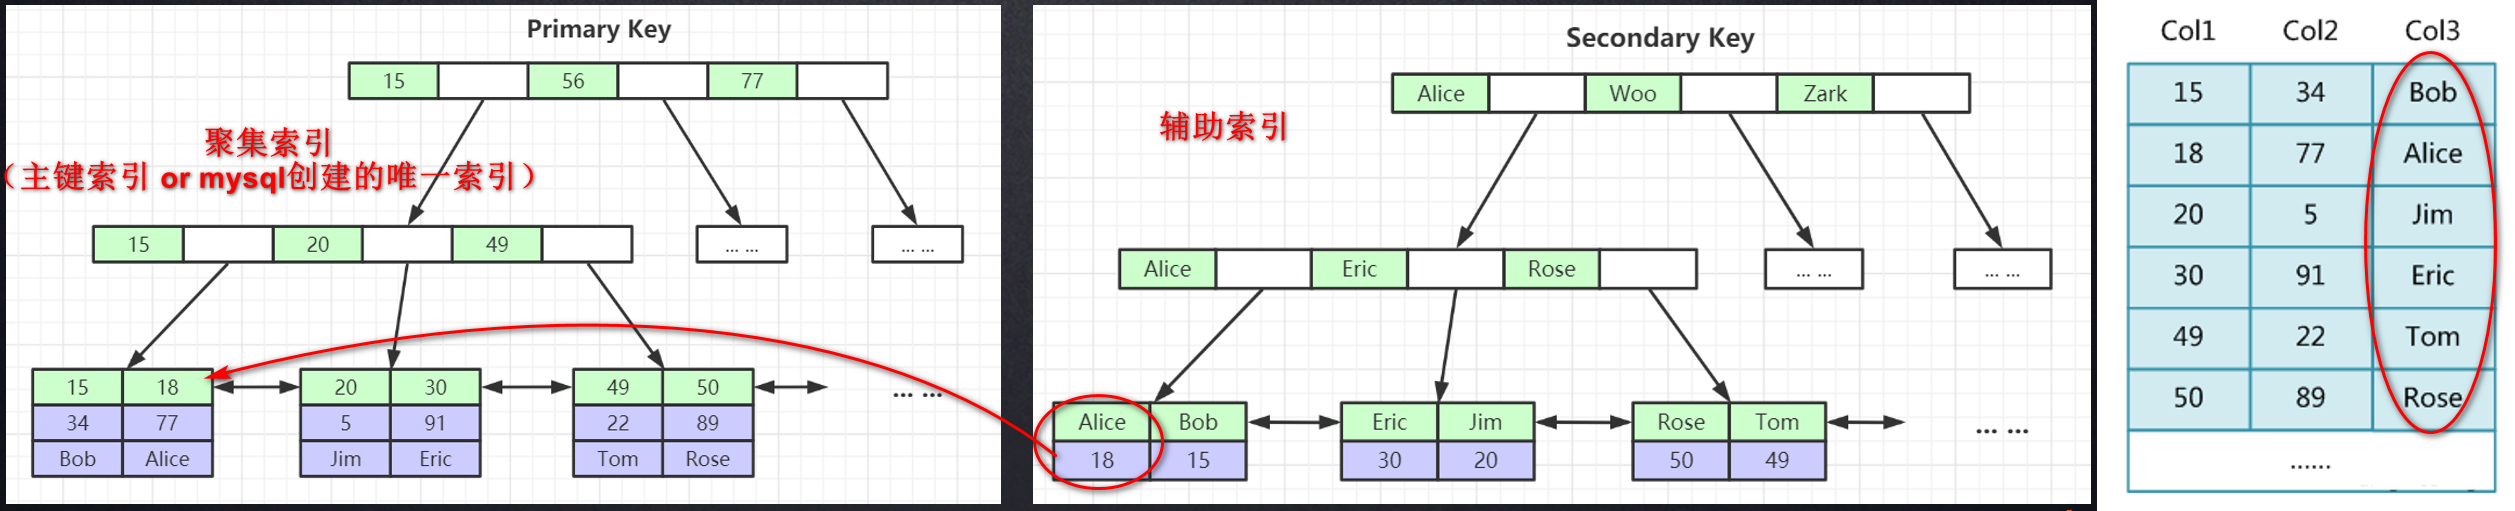 Primary Key
15 56 77
聚集索引
（主键索引 or mysql创建的唯一索引）
15 20 49
... ...
... ...
15 18
34 77
Bob Alice
20 30
5 91
Jim Eric
49 50
22 89
Tom Rose
... ...
Secondary Key
Alice Woo Zark
辅助索引
Alice Eric Rose
... ...
... ...
Alice Bob
18 15
Eric Jim
30 20
Rose Tom
50 49
... ...
Col1 Col2 Col3
15 34 Bob
18 77 Alice
20 5 Jim
30 91 Eric
49 22 Tom
50 89 Rose
......